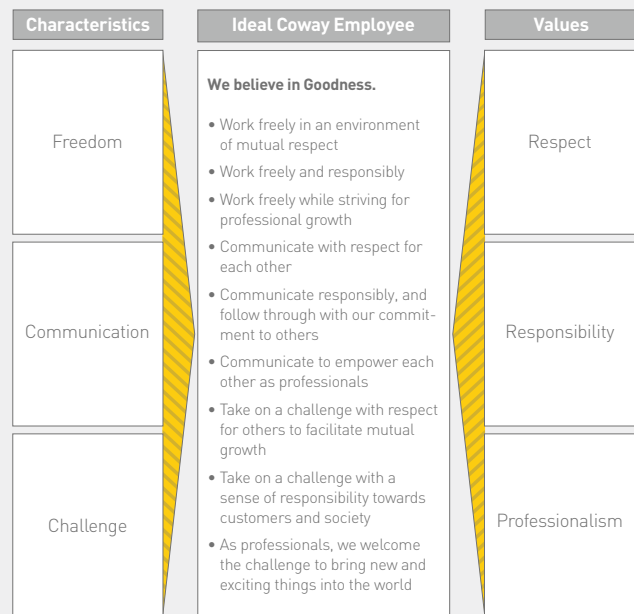 Characteristics
Freedom
Communication
Challenge
Ideal Coway Employee
We believe in Goodness.
• Work freely in an environment
of mutual respect
• Work freely and responsibly
• Work freely while striving for
professional growth
• Communicate with respect for
each other
• Communicate responsibly, and
follow through with our commit-
ment to others
• Communicate to empower each
other as professionals
• Take on a challenge with respect
for others to facilitate mutual
growth
• Take on a challenge with a
sense of responsibility towards
customers and society
• As professionals, we welcome
the challenge to bring new and
exciting things into the world
Values
Respect
Responsibility
Professionalism